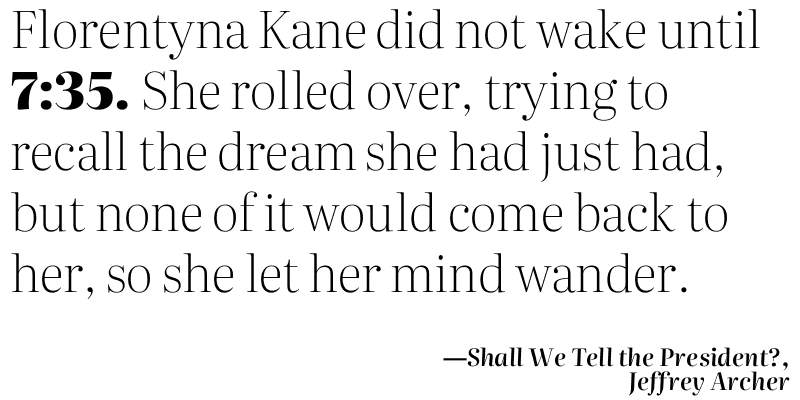 Florentyna Kane did not wake until
7:35. She rolled over, trying to
recall the dream she had just had,
but none of it would come back to
her, so she let her mind wander.
—Shall We Tell the President?,
Jeffrey Archer